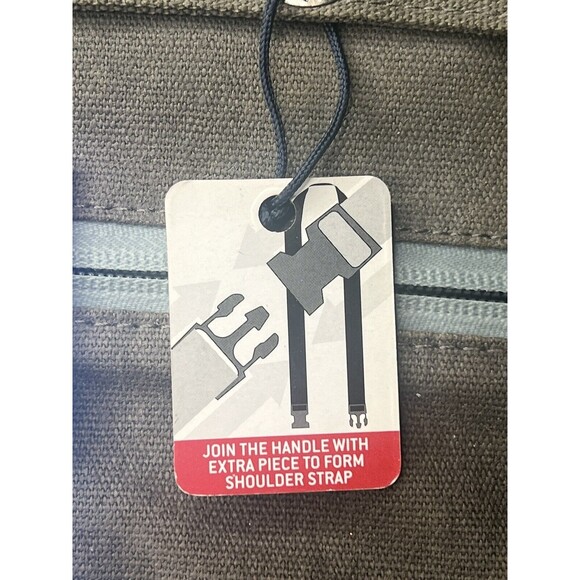 JOIN THE HANDLE WITH
EXTRA PIECE TO FORM
SHOULDER STRAP